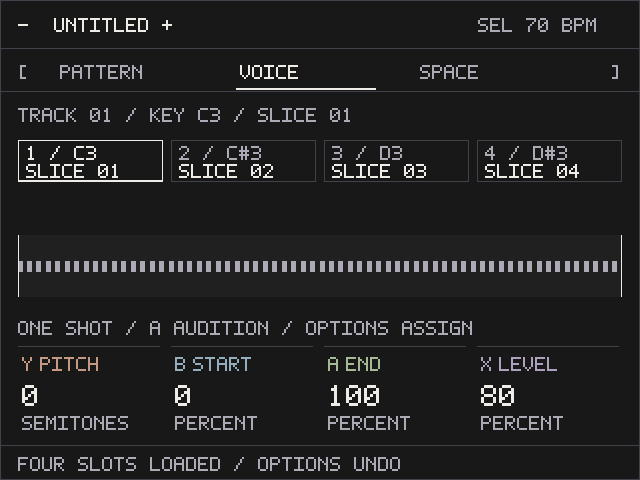 - UNTITLED + SEL 70 BPM
[ PATTERN VOICE SPACE ]
TRACK 01 / KEY C3 / SLICE 01
1 / C3 2 / C#3 3 / D3 4 / D#3
SLICE 01 SLICE 02 SLICE 03 SLICE 04
ONE SHOT / A AUDITION / OPTIONS ASSIGN
Y PITCH B START A END X LEVEL
0 0 100 80
SEMITONES PERCENT PERCENT PERCENT
FOUR SLOTS LOADED / OPTIONS UNDO